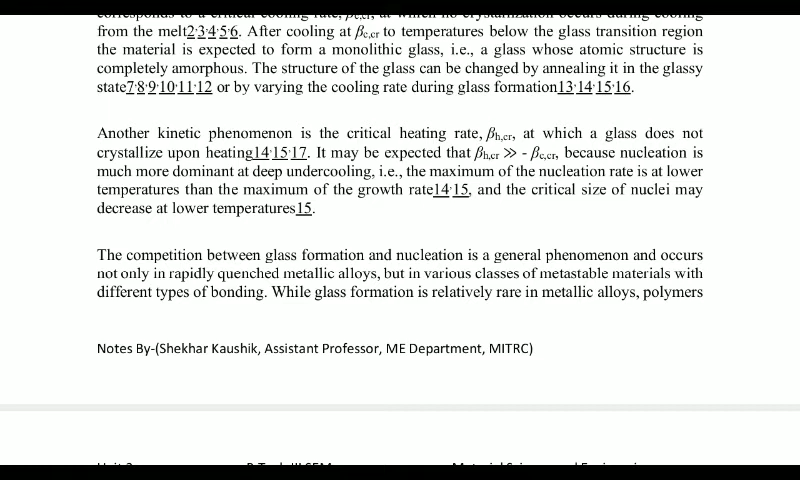 from the melt2·3·4·5·6. After cooling at βc,cr to temperatures below the glass transition region
the material is expected to form a monolithic glass, i.e., a glass whose atomic structure is
completely amorphous. The structure of the glass can be changed by annealing it in the glassy
state7·8·9·10·11·12 or by varying the cooling rate during glass formation13·14·15·16.
Another kinetic phenomenon is the critical heating rate, βh,cr, at which a glass does not
crystallize upon heating14·15·17. It may be expected that βh,cr ≫ - βc,cr, because nucleation is
much more dominant at deep undercooling, i.e., the maximum of the nucleation rate is at lower
temperatures than the maximum of the growth rate14·15, and the critical size of nuclei may
decrease at lower temperatures15.
The competition between glass formation and nucleation is a general phenomenon and occurs
not only in rapidly quenched metallic alloys, but in various classes of metastable materials with
different types of bonding. While glass formation is relatively rare in metallic alloys, polymers
Notes By-(Shekhar Kaushik, Assistant Professor, ME Department, MITRC)